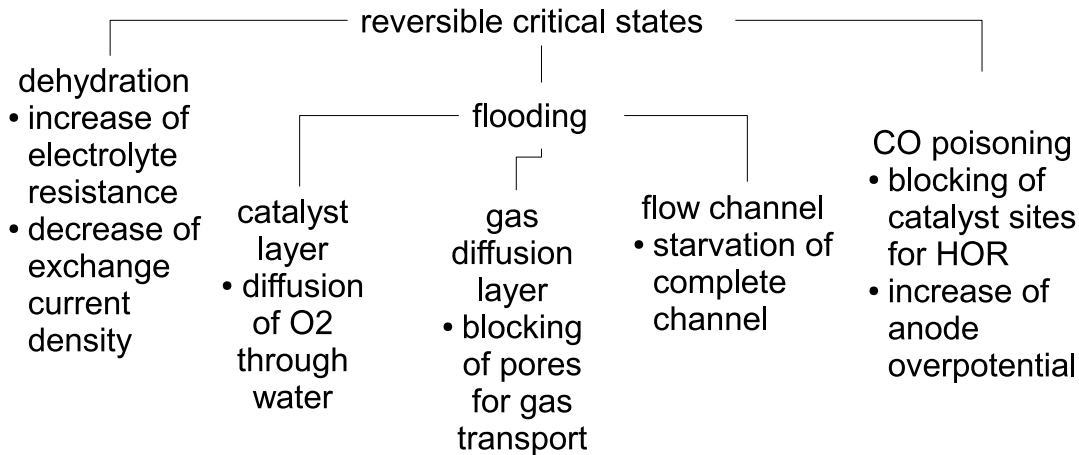 reversible critical states
dehydration
• increase of
electrolyte
resistance
• decrease of
exchange
current
density
flooding
catalyst
layer
• diffusion
of O2
through
water
gas
diffusion
layer
• blocking
of pores
for gas
transport
flow channel
• starvation of
complete
channel
CO poisoning
• blocking of
catalyst sites
for HOR
• increase of
anode
overpotential